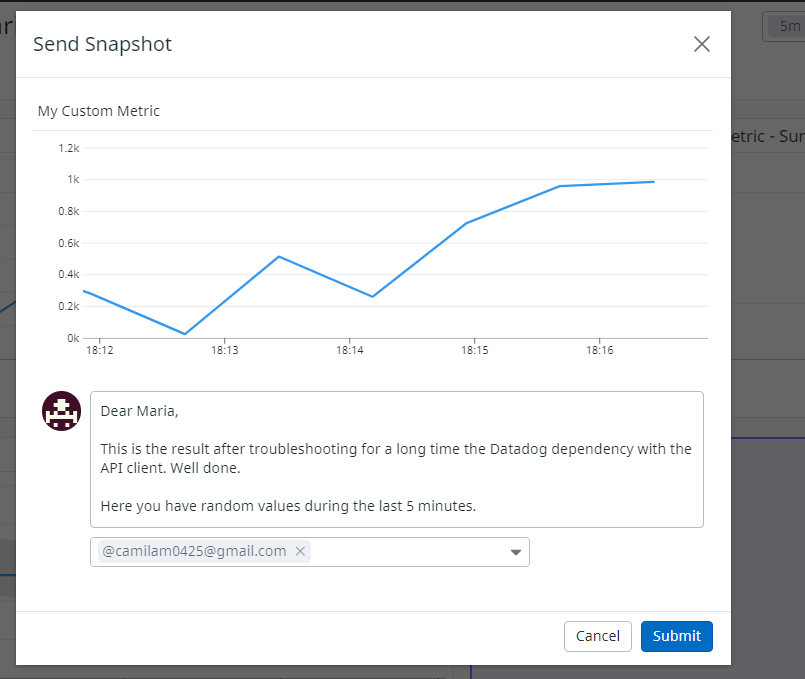 Send Snapshot
5m
My Custom Metric
etric - Sur
1.2k
1k
0.8k
0.6k
0.4k
0.2k
0k
18:12 18:13 18:14 18:15 18:16
Dear Maria,
This is the result after troubleshooting for a long time the Datadog dependency with the
API client. Well done.
Here you have random values during the last 5 minutes.
@camilam0425@gmail.com
Cancel Submit